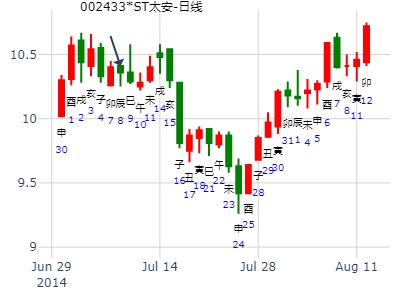 002433*ST太安-日线
10.5
10
9.5
9
申
30
酉
1
戌
2
亥
3
子
4
卯
7
辰
8
巳
9
午
10
未
11
戌
14
亥
15
子
16
丑
17
寅
18
巳
21
午
22
未
23
申
24
酉
25
子
28
丑
29
寅
30
卯
31
辰
1
未
4
申
5
酉
6
戌
7
亥
8
寅
11
卯
12
Jun 29 Jul 14 Jul 28 Aug 11
2014